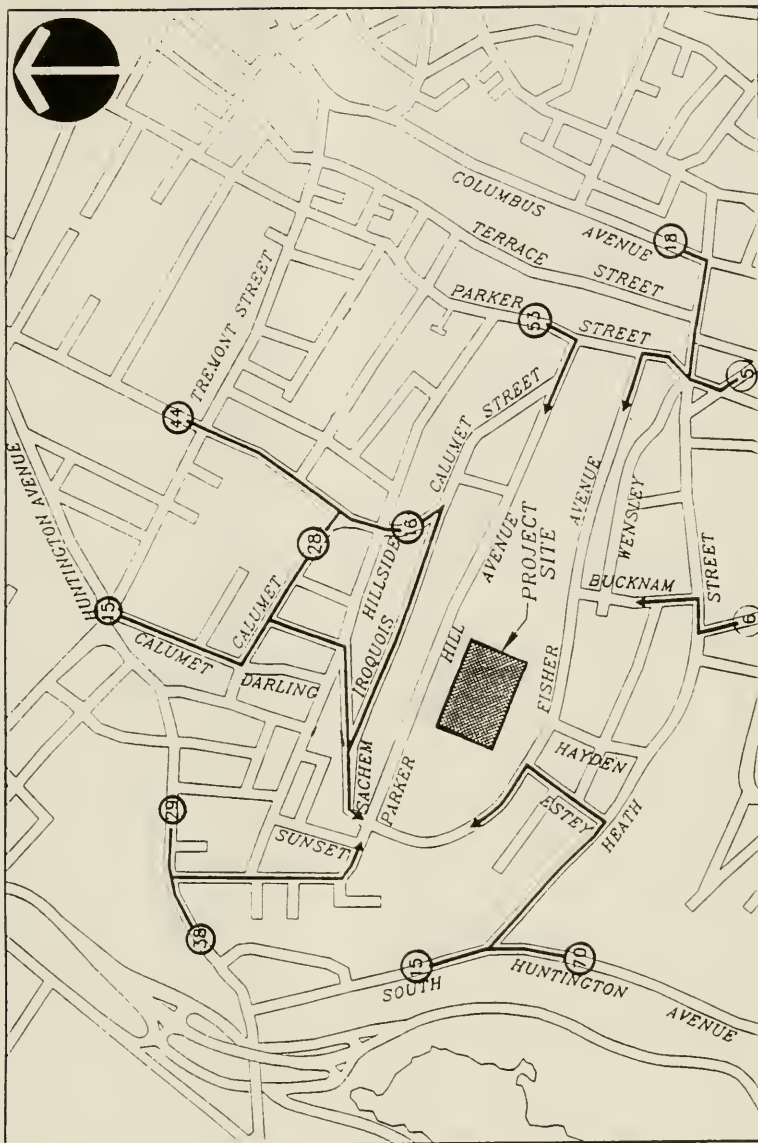 HUNTINGTON AVENUE
TREMONT STREET
COLUMBUS AVENUE
TERRACE STREET
PARKER STREET
18
53
44
CALUMET STREET
16
28
HILLSIDE
IROQUOIS
15
CALUMET
CALUMET
DARLING
SACHEM
SUNSET
PARKER HILL AVENUE
PROJECT
SITE
FISHER AVENUE
WENSLEY
BUCKNAM
HEATH STREET
HAYDEN
ESTEY
29
38
15
70
SOUTH HUNTINGTON AVENUE